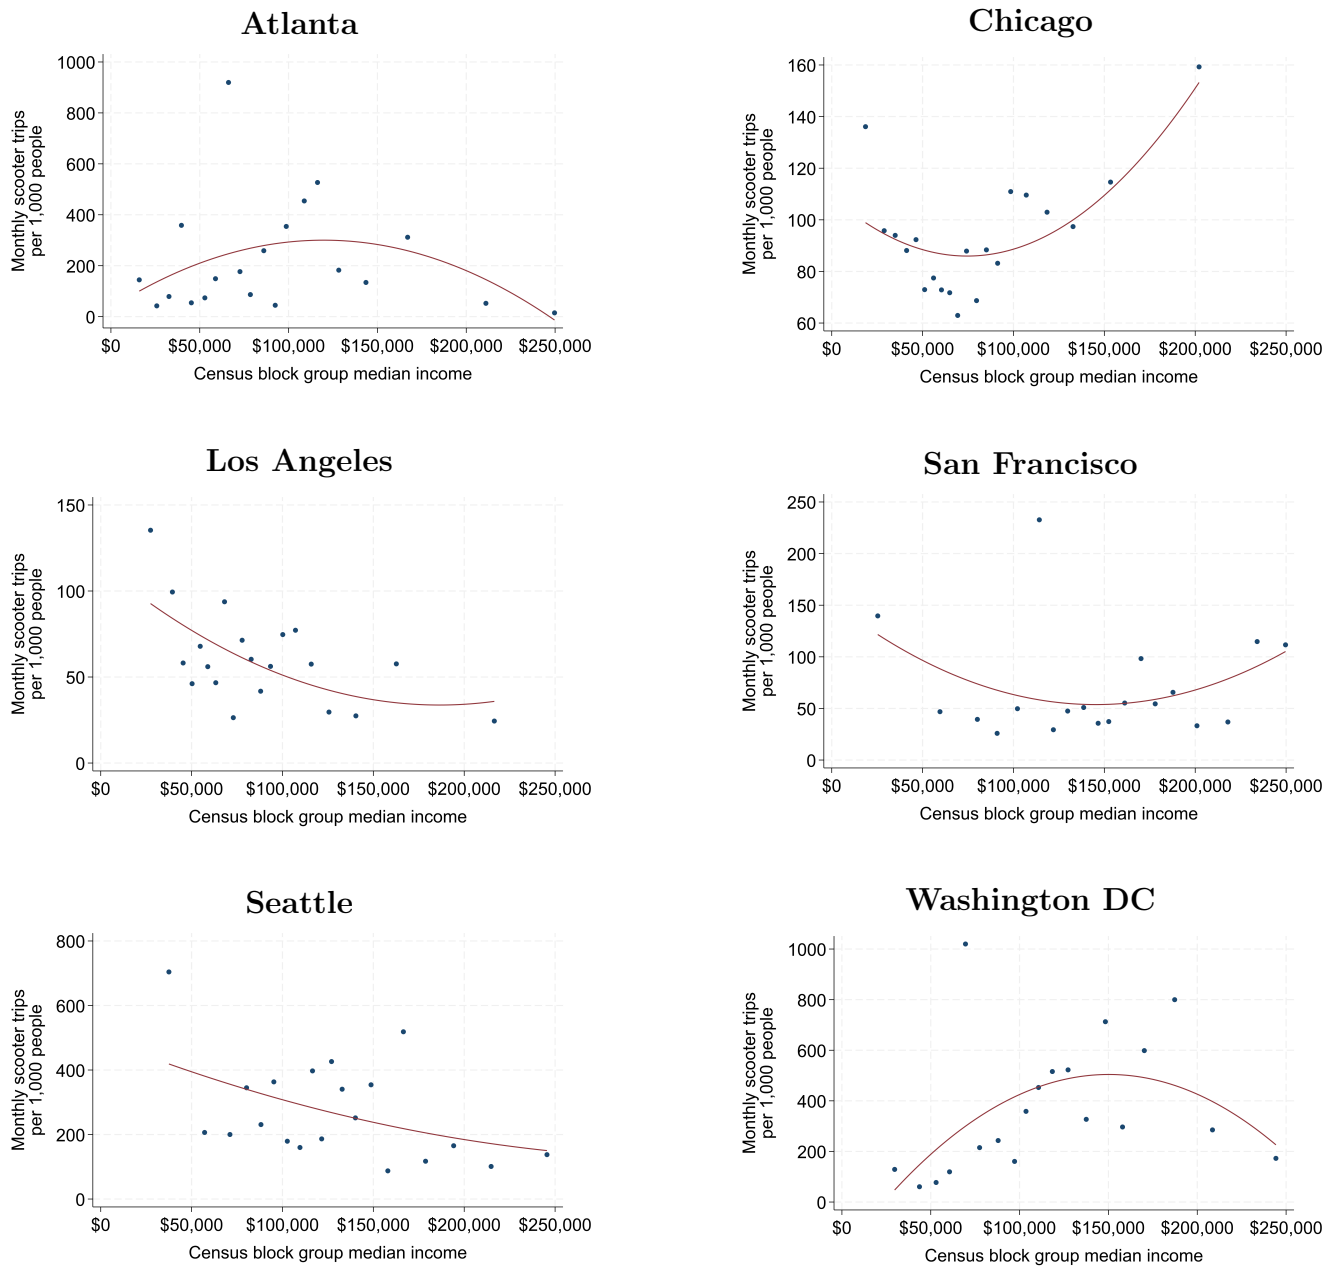 Atlanta
Monthly scooter trips
per 1,000 people
1000
800
600
400
200
0
$0 $50,000 $100,000 $150,000 $200,000 $250,000
Census block group median income
Chicago
Monthly scooter trips
per 1,000 people
160
140
120
100
80
60
$0 $50,000 $100,000 $150,000 $200,000 $250,000
Census block group median income
Los Angeles
Monthly scooter trips
per 1,000 people
150
100
50
0
$0 $50,000 $100,000 $150,000 $200,000 $250,000
Census block group median income
San Francisco
Monthly scooter trips
per 1,000 people
250
200
150
100
50
0
$0 $50,000 $100,000 $150,000 $200,000 $250,000
Census block group median income
Seattle
Monthly scooter trips
per 1,000 people
800
600
400
200
0
$0 $50,000 $100,000 $150,000 $200,000 $250,000
Census block group median income
Washington DC
Monthly scooter trips
per 1,000 people
1000
800
600
400
200
0
$0 $50,000 $100,000 $150,000 $200,000 $250,000
Census block group median income